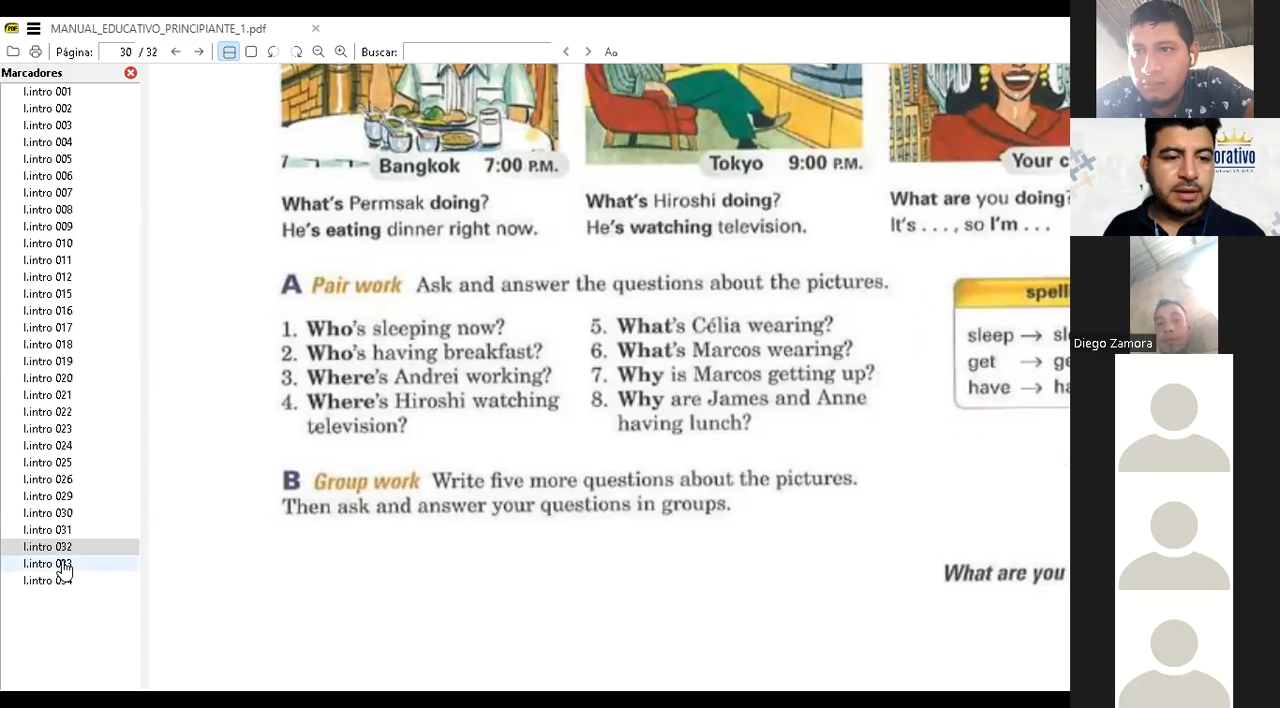 MANUAL_EDUCATIVO_PRINCIPIANTE_1.pdf
Página: 30 / 32 Buscar: Aa
Marcadores
I.intro 001
I.intro 002
I.intro 003
I.intro 004
I.intro 005
I.intro 006
I.intro 007
I.intro 008
I.intro 009
I.intro 010
I.intro 011
I.intro 012
I.intro 015
I.intro 016
I.intro 017
I.intro 018
I.intro 019
I.intro 020
I.intro 021
I.intro 022
I.intro 023
I.intro 024
I.intro 025
I.intro 026
I.intro 029
I.intro 030
I.intro 031
I.intro 032
I.intro
I.intro
Bangkok 7:00 P.M.
What's Permsak doing?
He's eating dinner right now.
Tokyo 9:00 P.M.
What's Hiroshi doing?
He's watching television.
Your
What are you doing?
It's . . . , so I'm . . .
A Pair work Ask and answer the questions about the pictures.
1. Who's sleeping now?
2. Who's having breakfast?
3. Where's Andrei working?
4. Where's Hiroshi watching
television?
5. What's Célia wearing?
6. What's Marcos wearing?
7. Why is Marcos getting up?
8. Why are James and Anne
having lunch?
spell
sleep → sl
get → ge
have → ha
B Group work Write five more questions about the pictures.
Then ask and answer your questions in groups.
What are you
orativo
Diego Zamora